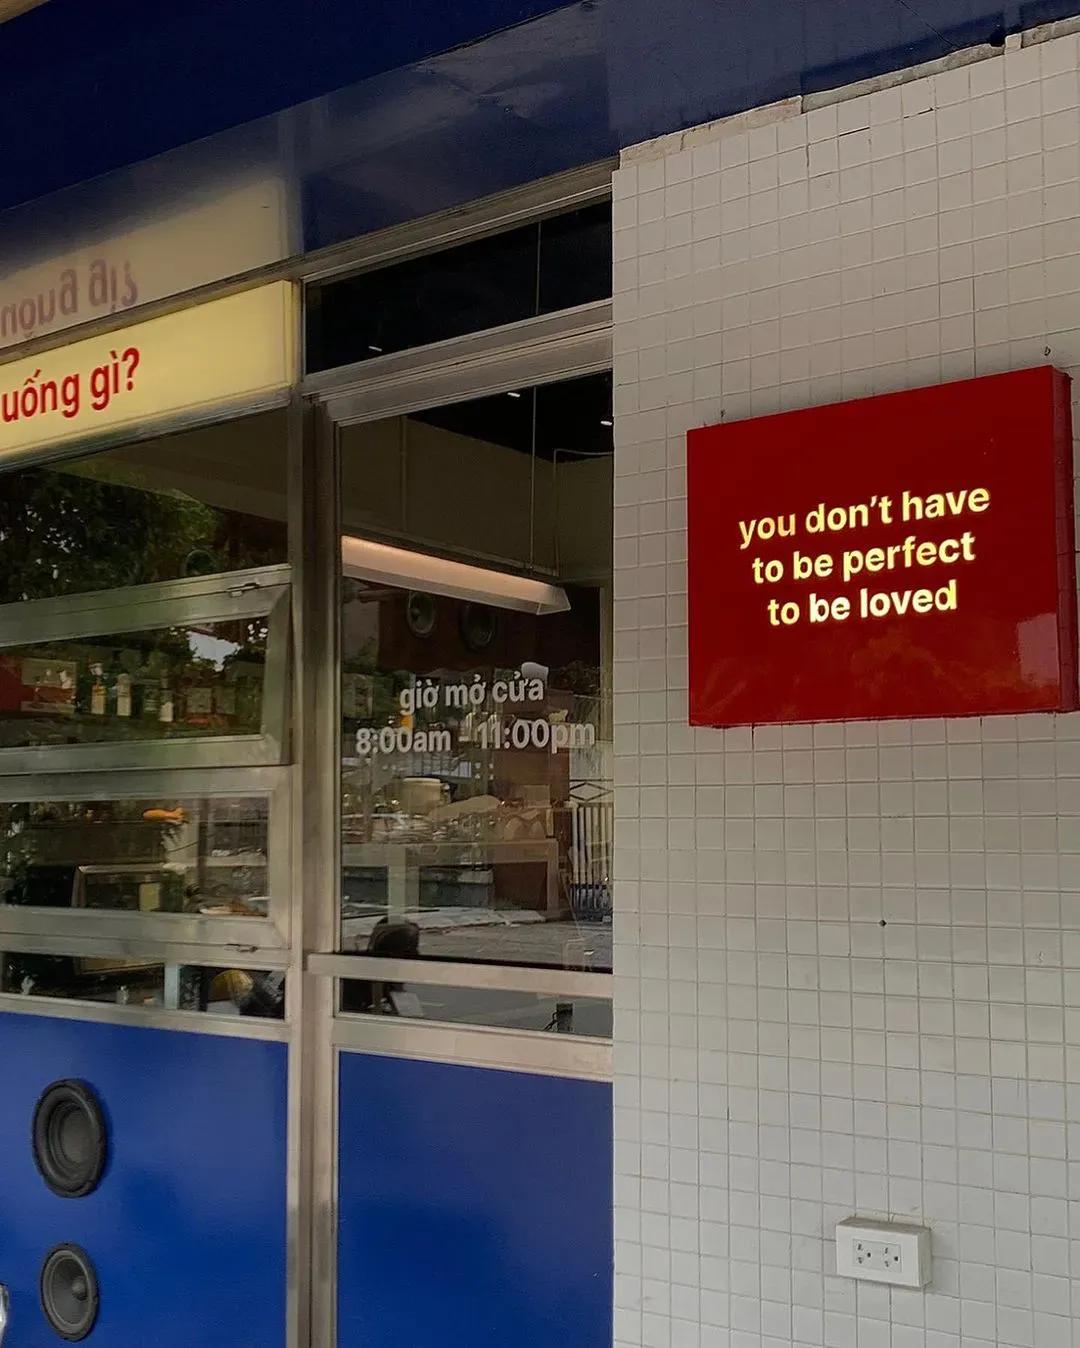 uống gì?
giờ mở cửa
8:00am - 11:00pm
you don't have
to be perfect
to be loved